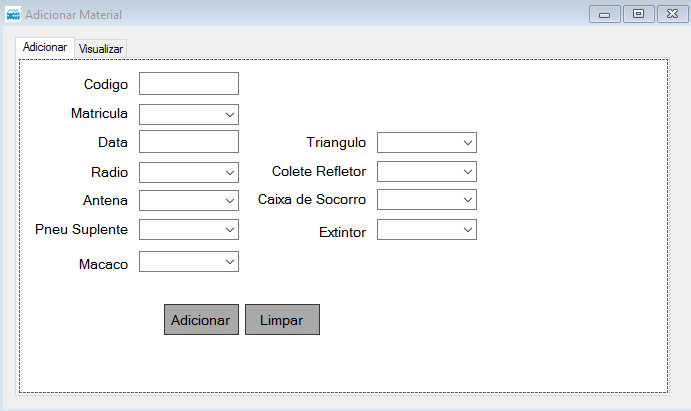 Adicionar Material
Adicionar Visualizar
Codigo
Matricula
Data Triangulo
Radio Colete Refletor
Antena Caixa de Socorro
Pneu Suplente Extintor
Macaco
Adicionar Limpar